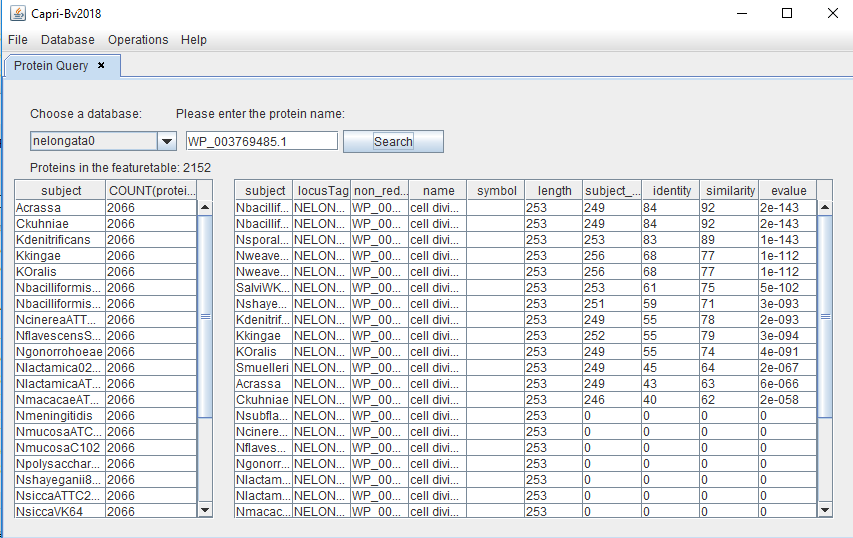 Capri-Bv2018
File Database Operations Help
Protein Query ×
Choose a database: Please enter the protein name:
nelongata0 WP_003769485.1 Search
Proteins in the featuretable: 2152
subject COUNT(protei...
Acrassa 2066
Ckuhniae 2066
Kdenitrificans 2066
Kkingae 2066
KOralis 2066
Nbacilliformis... 2066
Nbacilliformis... 2066
NcinereaATT... 2066
NflavescensS... 2066
Ngonorrohoeae 2066
Nlactamica02... 2066
NlactamicaAT... 2066
NmacacaeAT... 2066
Nmeningitidis 2066
NmucosaATC... 2066
NmucosaC102 2066
Npolysacchar... 2066
Nshayeganii8... 2066
NsiccaATTC2... 2066
NsiccaVK64 2066
subject locusTag non_red... name symbol length subject_... identity similarity evalue
Nbacillif... NELON... WP_00... cell divi... 253 249 84 92 2e-143
Nbacillif... NELON... WP_00... cell divi... 253 249 84 92 2e-143
Nsporal... NELON... WP_00... cell divi... 253 253 83 89 1e-143
Nweave... NELON... WP_00... cell divi... 253 256 68 77 1e-112
Nweave... NELON... WP_00... cell divi... 253 256 68 77 1e-112
SalviWK... NELON... WP_00... cell divi... 253 253 61 75 5e-102
Nshaye... NELON... WP_00... cell divi... 253 251 59 71 3e-093
Kdenitrif... NELON... WP_00... cell divi... 253 249 55 78 2e-093
Kkingae NELON... WP_00... cell divi... 253 252 55 79 3e-094
KOralis NELON... WP_00... cell divi... 253 249 55 74 4e-091
Smuelleri NELON... WP_00... cell divi... 253 249 45 64 2e-067
Acrassa NELON... WP_00... cell divi... 253 249 43 63 6e-066
Ckuhniae NELON... WP_00... cell divi... 253 246 40 62 2e-058
Nsubfla... NELON... WP_00... cell divi... 253 0 0 0 0
Ncinere... NELON... WP_00... cell divi... 253 0 0 0 0
Nflaves... NELON... WP_00... cell divi... 253 0 0 0 0
Ngonorr... NELON... WP_00... cell divi... 253 0 0 0 0
Nlactam... NELON... WP_00... cell divi... 253 0 0 0 0
Nlactam... NELON... WP_00... cell divi... 253 0 0 0 0
Nmacac... NELON... WP_00... cell divi... 253 0 0 0 0